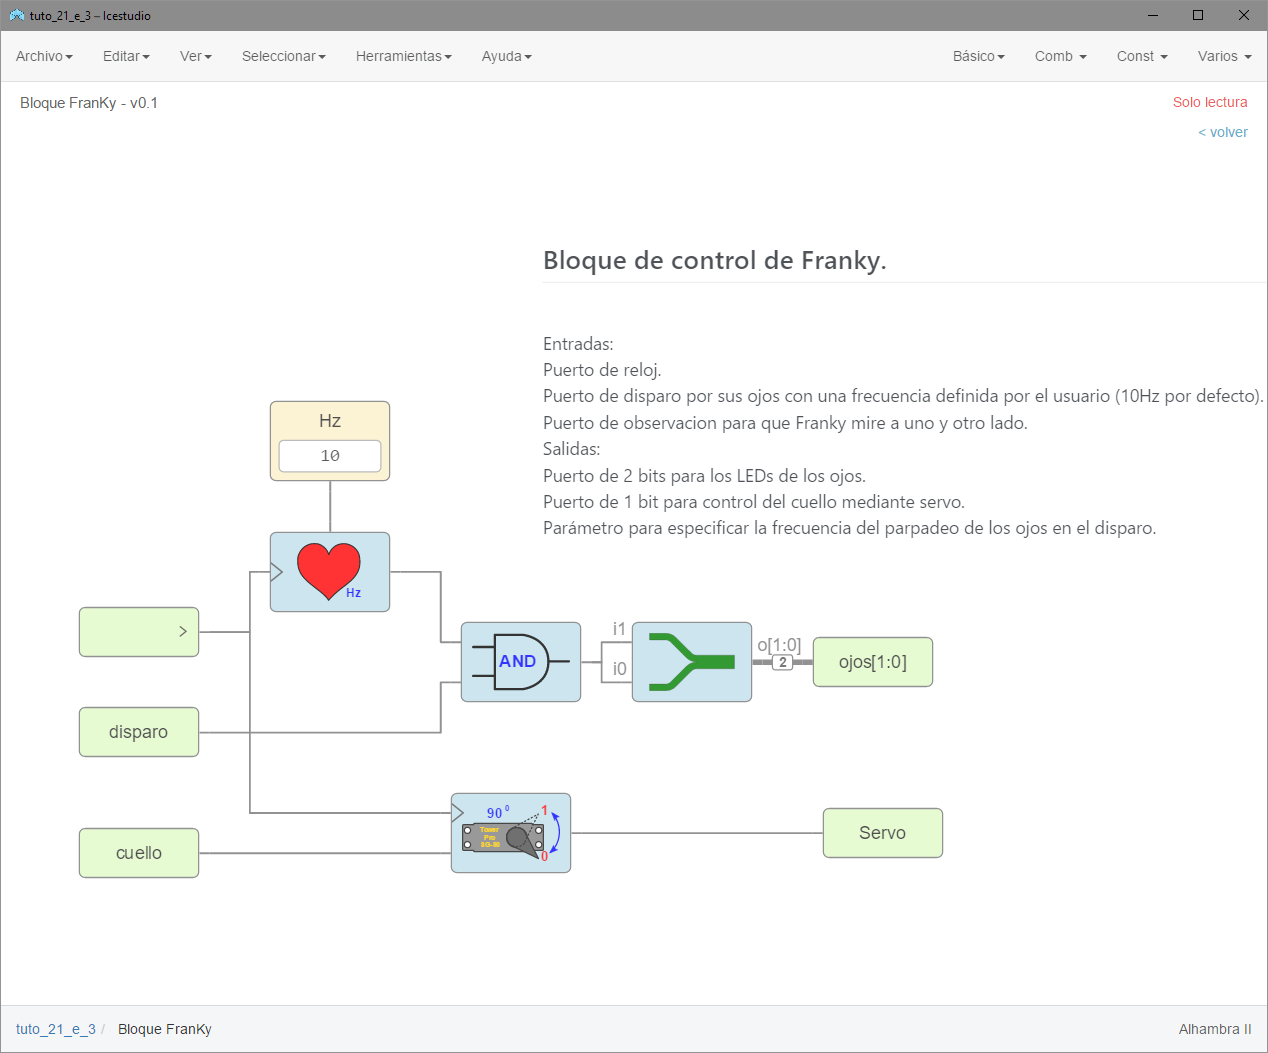 tuto_21_e_3 – Icestudio
Archivo Editar Ver Seleccionar Herramientas Ayuda Básico Comb Const Varios
Bloque FranKy - v0.1
Solo lectura
< volver
Bloque de control de Franky.
Entradas:
Puerto de reloj.
Puerto de disparo por sus ojos con una frecuencia definida por el usuario (10Hz por defecto).
Puerto de observacion para que Franky mire a uno y otro lado.
Salidas:
Puerto de 2 bits para los LEDs de los ojos.
Puerto de 1 bit para control del cuello mediante servo.
Parámetro para especificar la frecuencia del parpadeo de los ojos en el disparo.
Hz
10
Hz
AND
i1
i0
o[1:0]
2
ojos[1:0]
disparo
cuello
90º
1
Tower
Pro
SG-90
0
Servo
tuto_21_e_3 / Bloque FranKy
Alhambra II